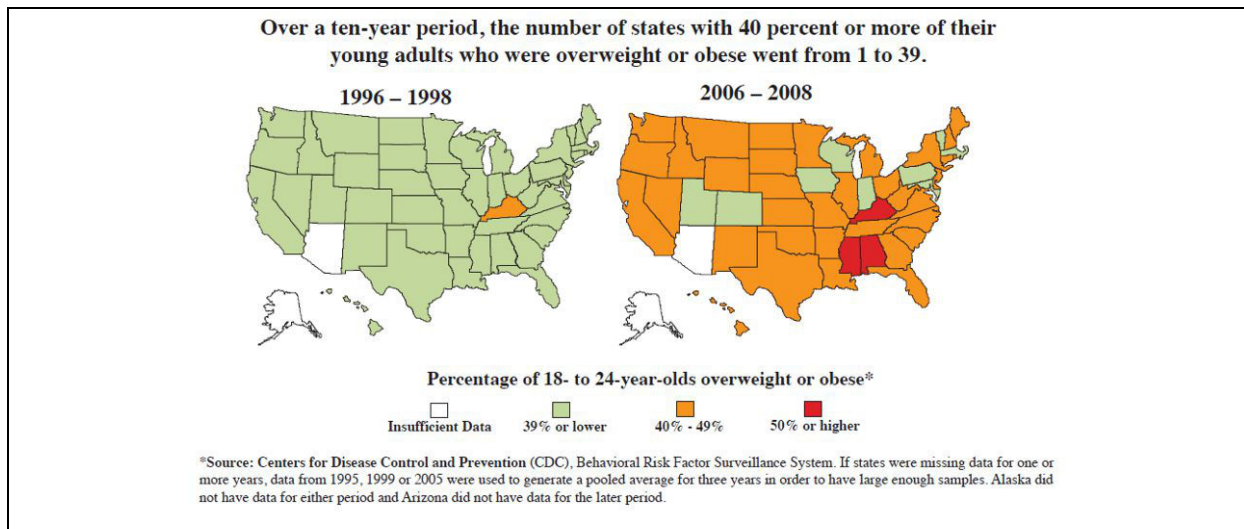 Over a ten-year period, the number of states with 40 percent or more of their
young adults who were overweight or obese went from 1 to 39.
1996 – 1998
2006 – 2008
Percentage of 18- to 24-year-olds overweight or obese*
Insufficient Data
39% or lower
40% - 49%
50% or higher
*Source: Centers for Disease Control and Prevention (CDC), Behavioral Risk Factor Surveillance System. If states were missing data for one or
more years, data from 1995, 1999 or 2005 were used to generate a pooled average for three years in order to have large enough samples. Alaska did
not have data for either period and Arizona did not have data for the later period.